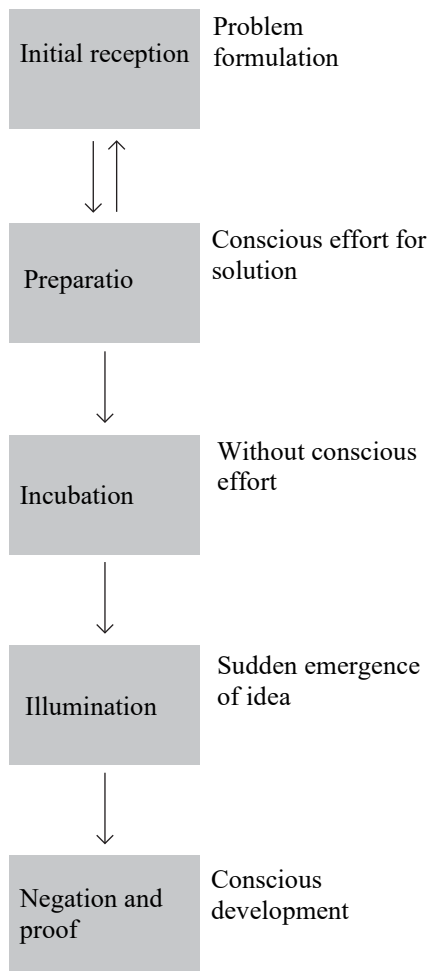 Initial reception
Problem
formulation
Preparatio
Conscious effort for
solution
Incubation
Without conscious
effort
Illumination
Sudden emergence
of idea
Negation and
proof
Conscious
development